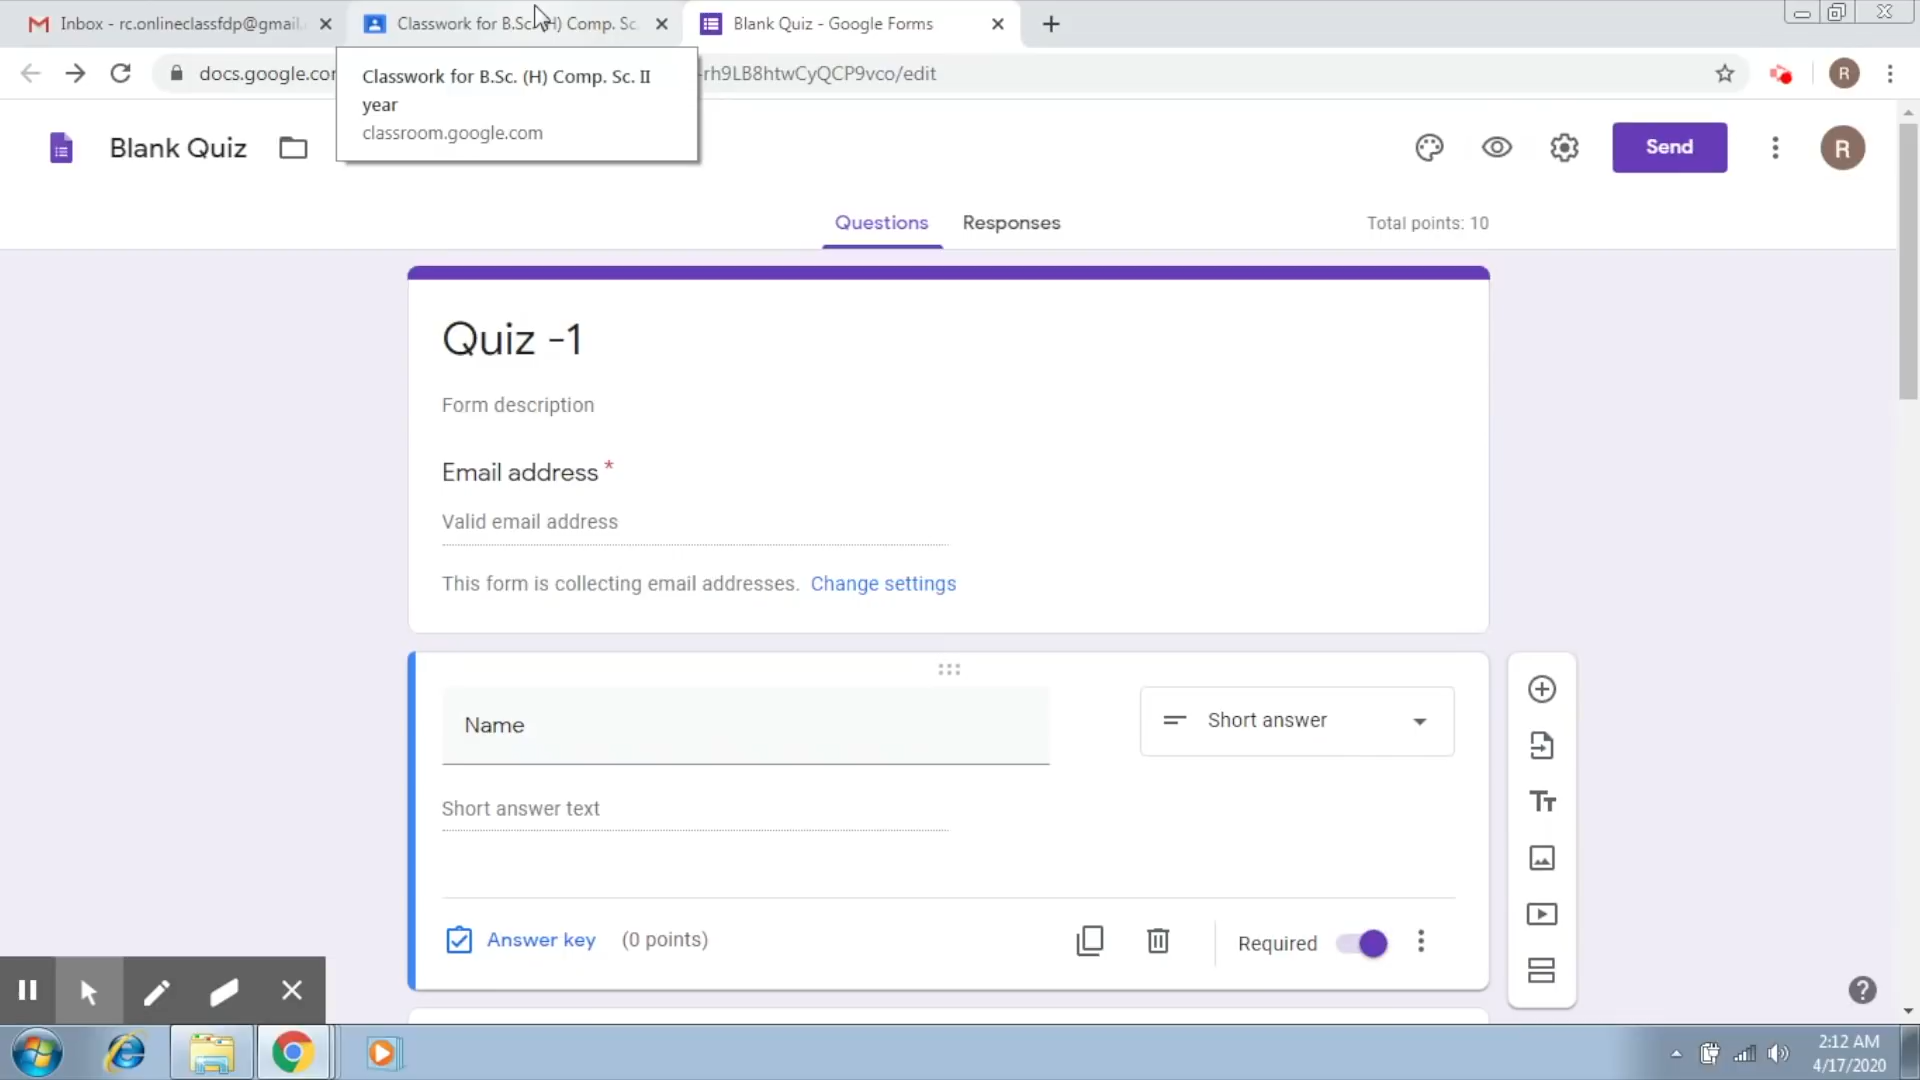 Inbox - rc.onlineclassfdp@gmail.
Classwork for B.Sc. (H) Comp. Sc.
Blank Quiz - Google Forms
docs.google.com
-rh9LB8htwCyQCP9vco/edit
R
Classwork for B.Sc. (H) Comp. Sc. II
year
classroom.google.com
Blank Quiz
Send
R
Questions
Responses
Total points: 10
Quiz -1
Form description
Email address *
Valid email address
This form is collecting email addresses. Change settings
Name
Short answer
Short answer text
Tt
Answer key (0 points)
Required
2:12 AM
4/17/2020